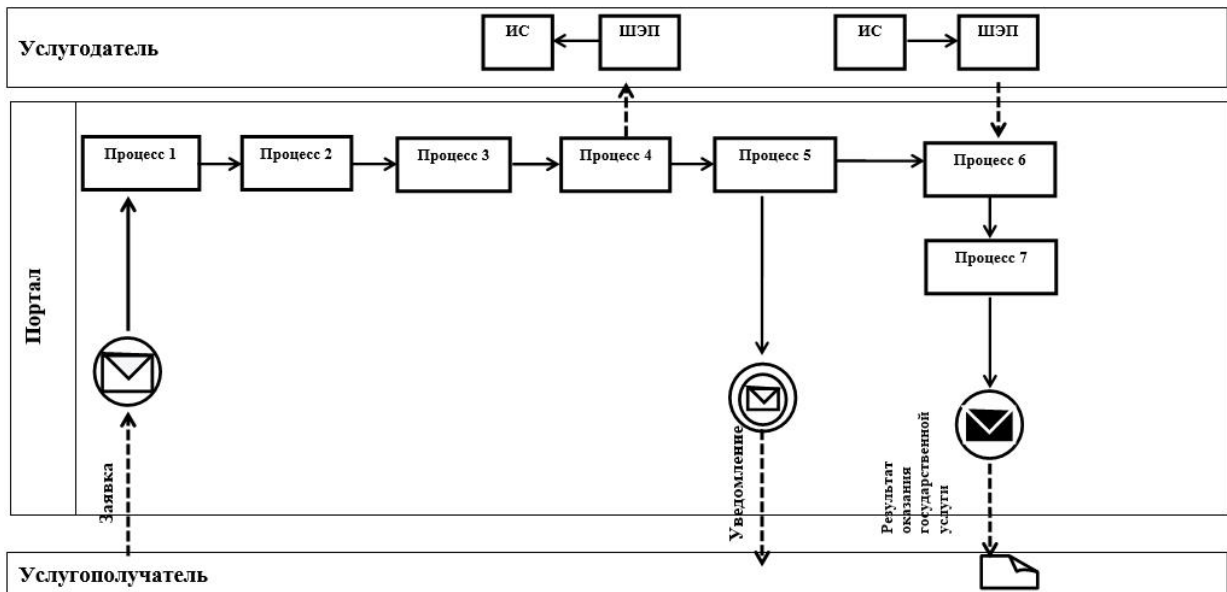 Услугодатель
ИС
ШЭП
ИС
ШЭП
Портал
Процесс 1
Процесс 2
Процесс 3
Процесс 4
Процесс 5
Процесс 6
Процесс 7
Заявка
Уведомление
Результат
оказания
государственной
услуги
Услугополучатель